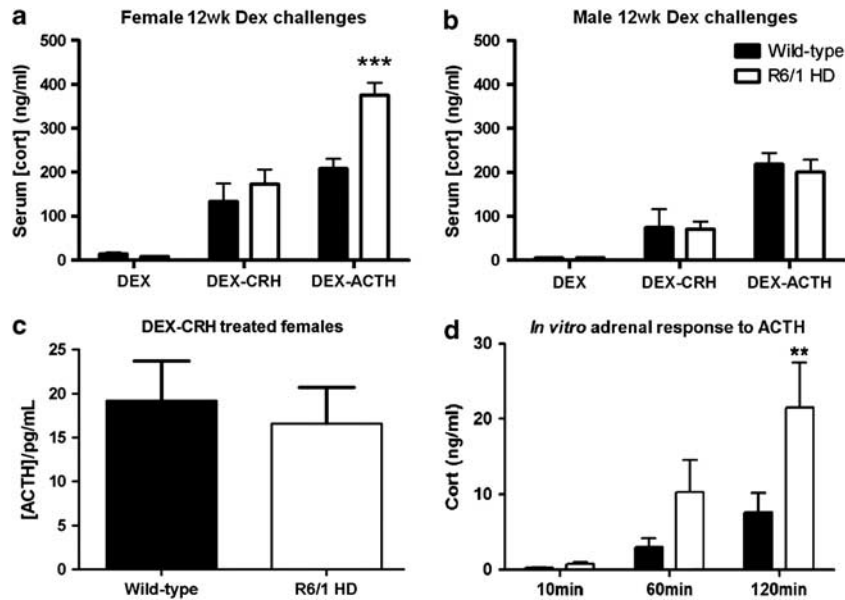 a
Female 12wk Dex challenges
Serum [cort] (ng/ml)
500
400
300
200
100
0
***
DEX
DEX-CRH
DEX-ACTH
b
Male 12wk Dex challenges
Serum [cort] (ng/ml)
500
400
300
200
100
0
Wild-type
R6/1 HD
DEX
DEX-CRH
DEX-ACTH
c
DEX-CRH treated females
[ACTH]/pg/mL
25
20
15
10
5
0
Wild-type
R6/1 HD
d
In vitro adrenal response to ACTH
Cort (ng/ml)
30
20
10
0
**
10min
60min
120min